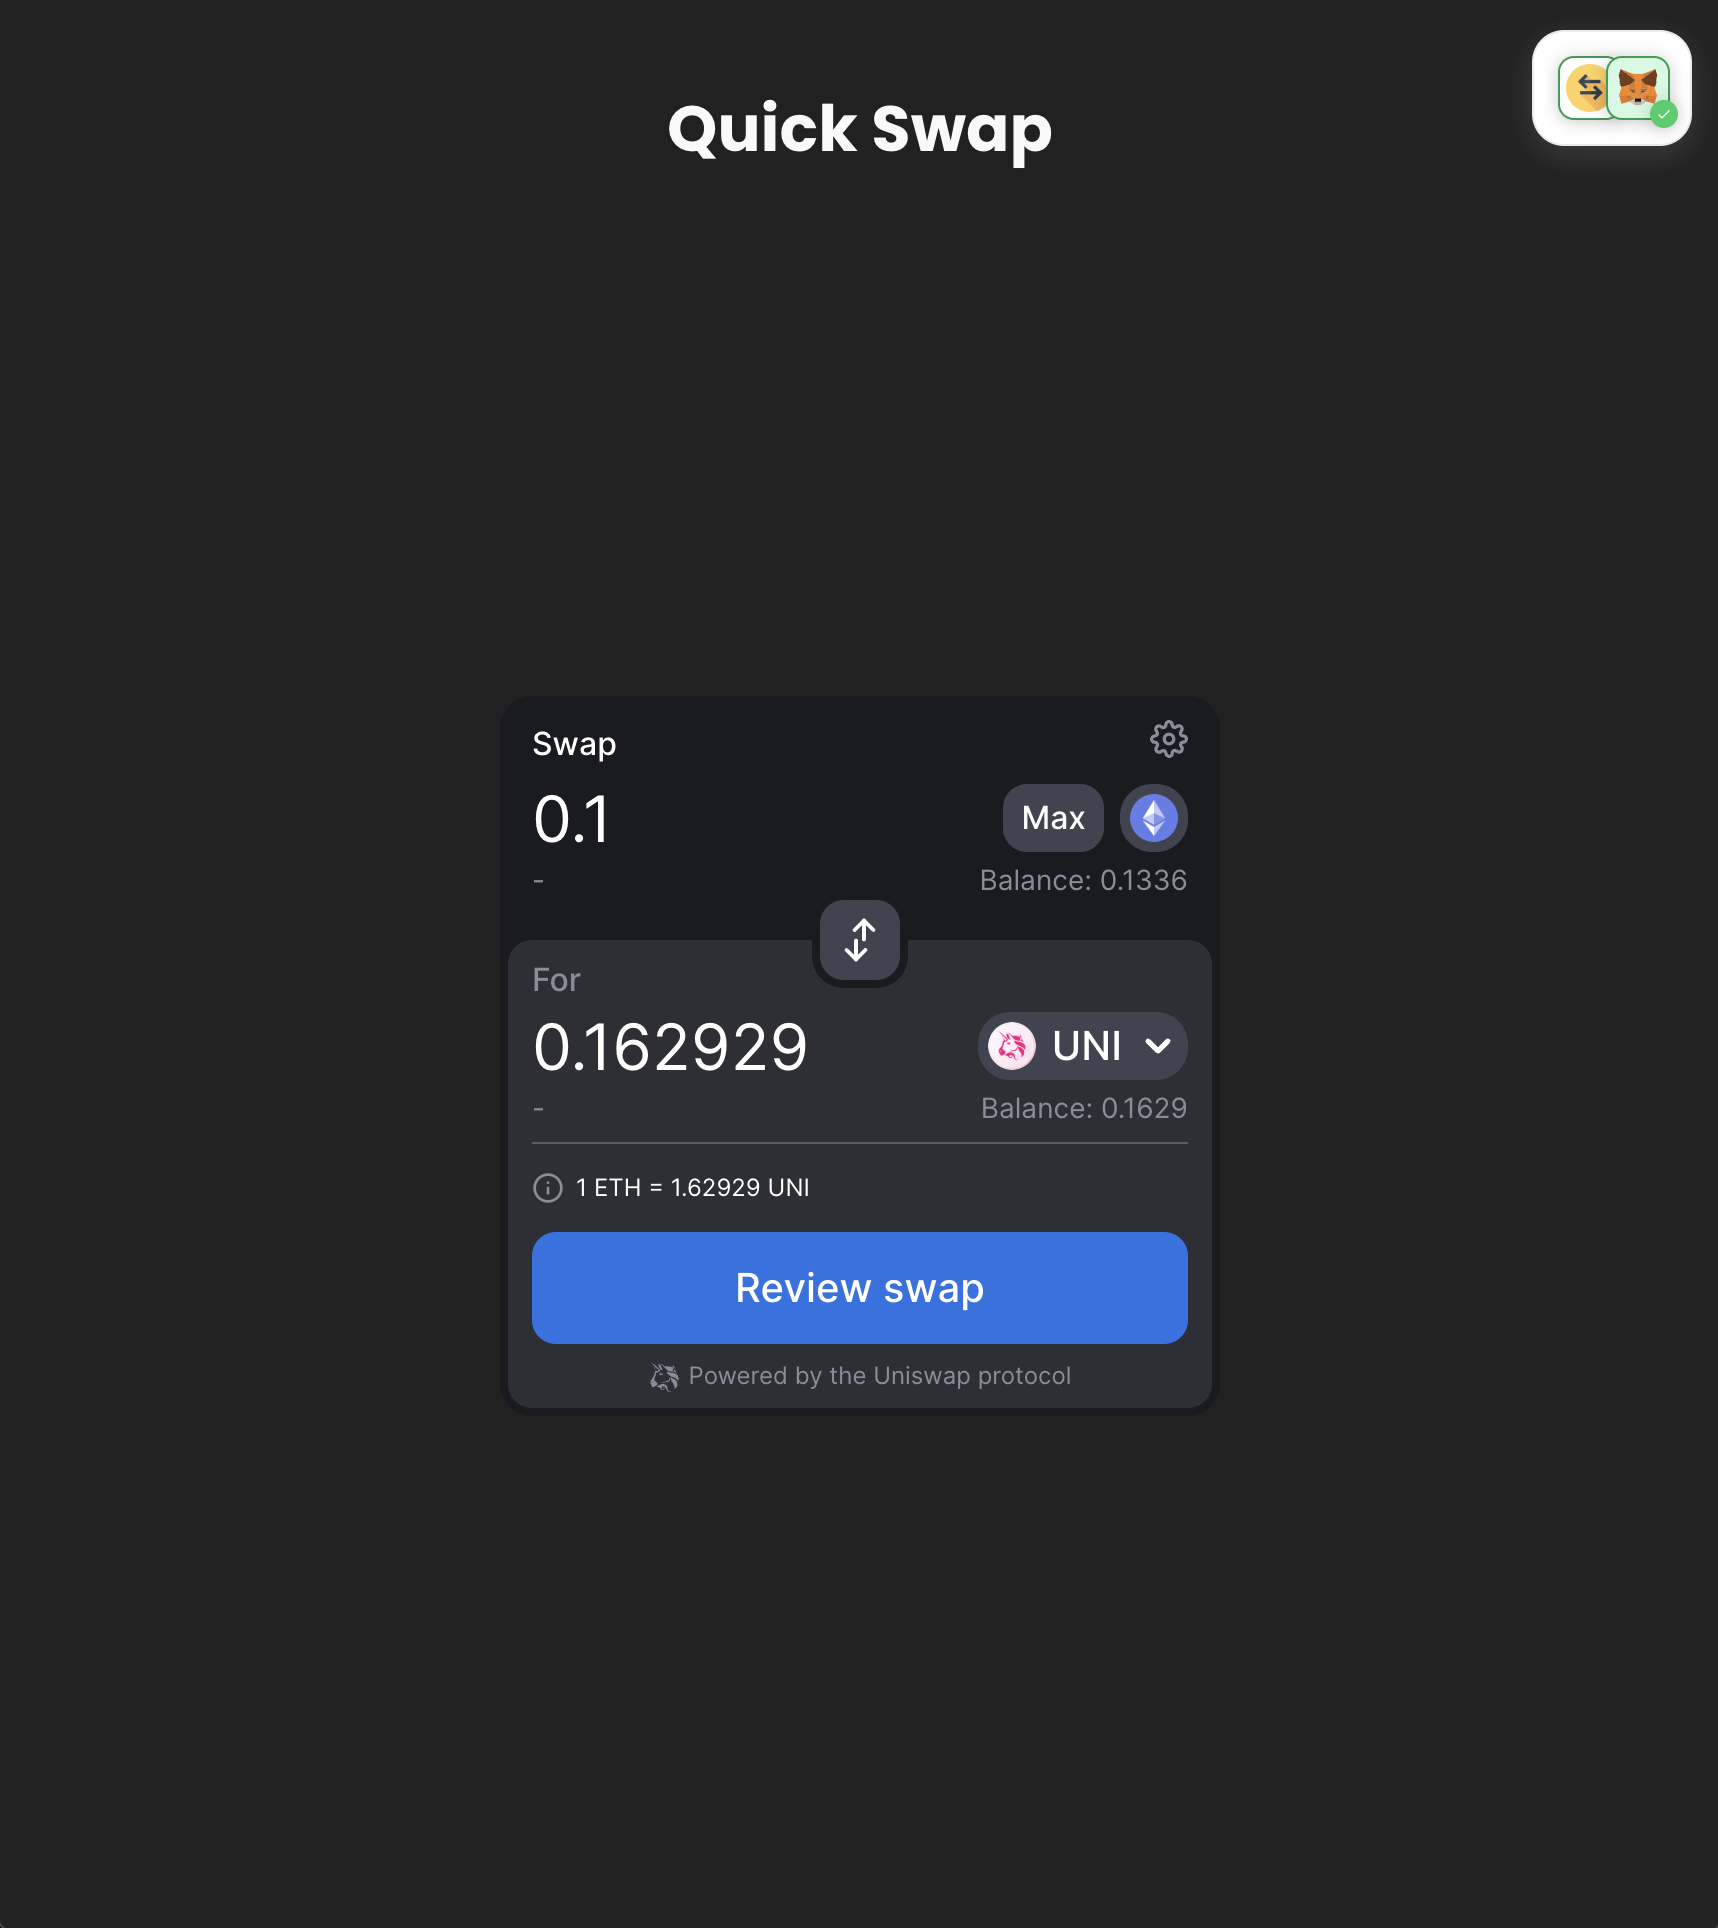 Quick Swap
Swap
0.1
Max
-
Balance: 0.1336
For
0.162929
UNI
-
Balance: 0.1629
1 ETH = 1.62929 UNI
Review swap
Powered by the Uniswap protocol